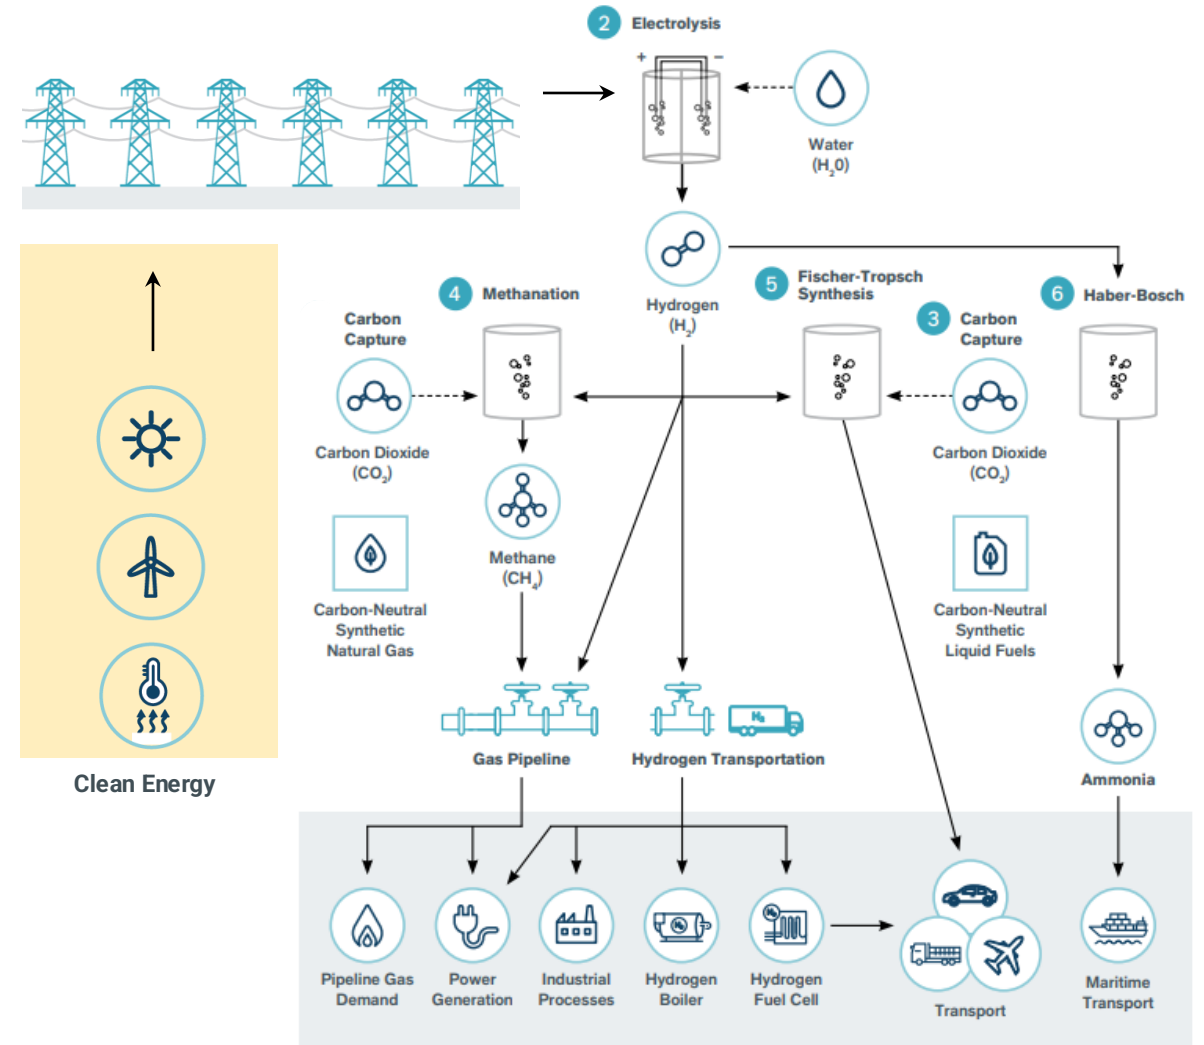 2 Electrolysis
+ −
Water
(H₂0)
Hydrogen
(H₂)
4 Methanation
5 Fischer-Tropsch
Synthesis
6 Haber-Bosch
Carbon
Capture
3 Carbon
Capture
Carbon Dioxide
(CO₂)
Carbon Dioxide
(CO₂)
Methane
(CH₄)
Carbon-Neutral
Synthetic
Natural Gas
Carbon-Neutral
Synthetic
Liquid Fuels
H₂
Gas Pipeline
Hydrogen Transportation
Ammonia
Clean Energy
H₂
H₂
Pipeline Gas
Demand
Power
Generation
Industrial
Processes
Hydrogen
Boiler
Hydrogen
Fuel Cell
Transport
Maritime
Transport